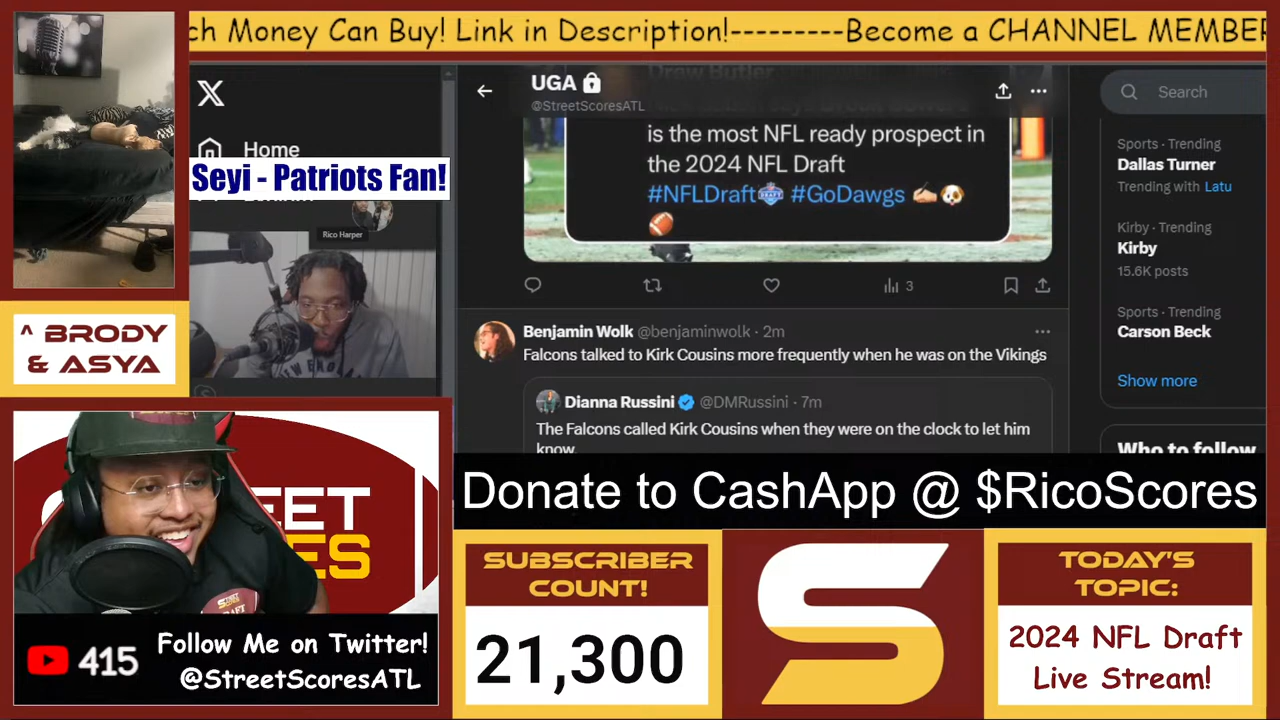 ch Money Can Buy! Link in Description!---------Become a CHANNEL MEMBER
UGA
@StreetScoresATL
Search
Home
Seyi - Patriots Fan!
Rico Harper
is the most NFL ready prospect in
the 2024 NFL Draft
#NFLDraft #GoDawgs ✍🏼🐶
🏈
3
Sports · Trending
Dallas Turner
Trending with Latu
Kirby · Trending
Kirby
15.6K posts
Sports · Trending
Carson Beck
Show more
Who to follow
Benjamin Wolk @benjaminwolk · 2m
Falcons talked to Kirk Cousins more frequently when he was on the Vikings
Dianna Russini @DMRussini · 7m
The Falcons called Kirk Cousins when they were on the clock to let him
know.
^ BRODY
& ASYA
EET
ES
415
Follow Me on Twitter!
@StreetScoresATL
Donate to CashApp @ $RicoScores
SUBSCRIBER
COUNT!
21,300
S
TODAY'S
TOPIC:
2024 NFL Draft
Live Stream!